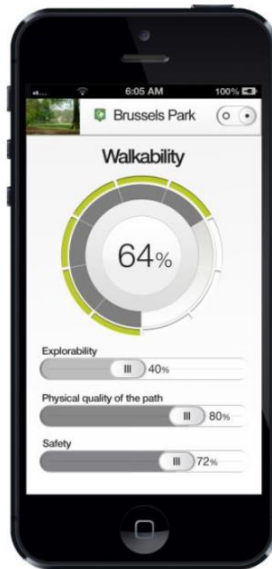 6:05 AM 100%
Brussels Park
Walkability
64%
Explorability
40%
Physical quality of the path
80%
Safety
72%